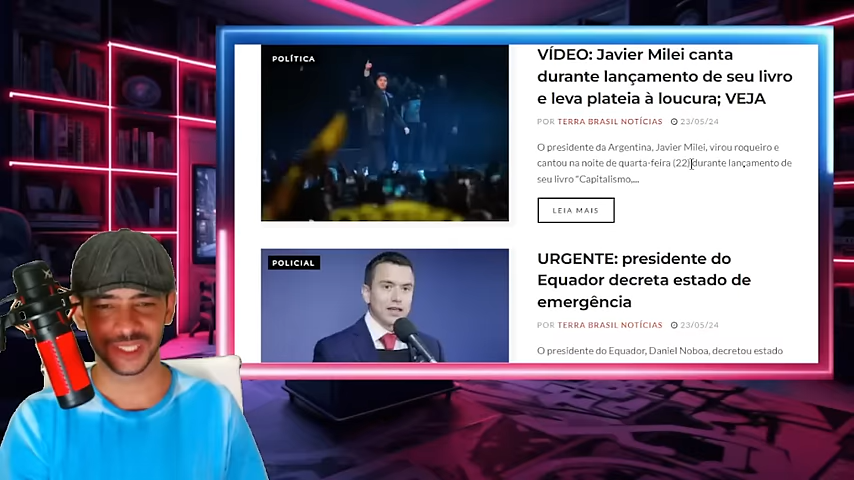 POLÍTICA
VÍDEO: Javier Milei canta
durante lançamento de seu livro
e leva plateia à loucura; VEJA
POR TERRA BRASIL NOTÍCIAS 23/05/24
O presidente da Argentina, Javier Milei, virou roqueiro e
cantou na noite de quarta-feira (22) durante lançamento de
seu livro “Capitalismo,...
LEIA MAIS
POLICIAL
URGENTE: presidente do
Equador decreta estado de
emergência
POR TERRA BRASIL NOTÍCIAS 23/05/24
O presidente do Equador, Daniel Noboa, decretou estado